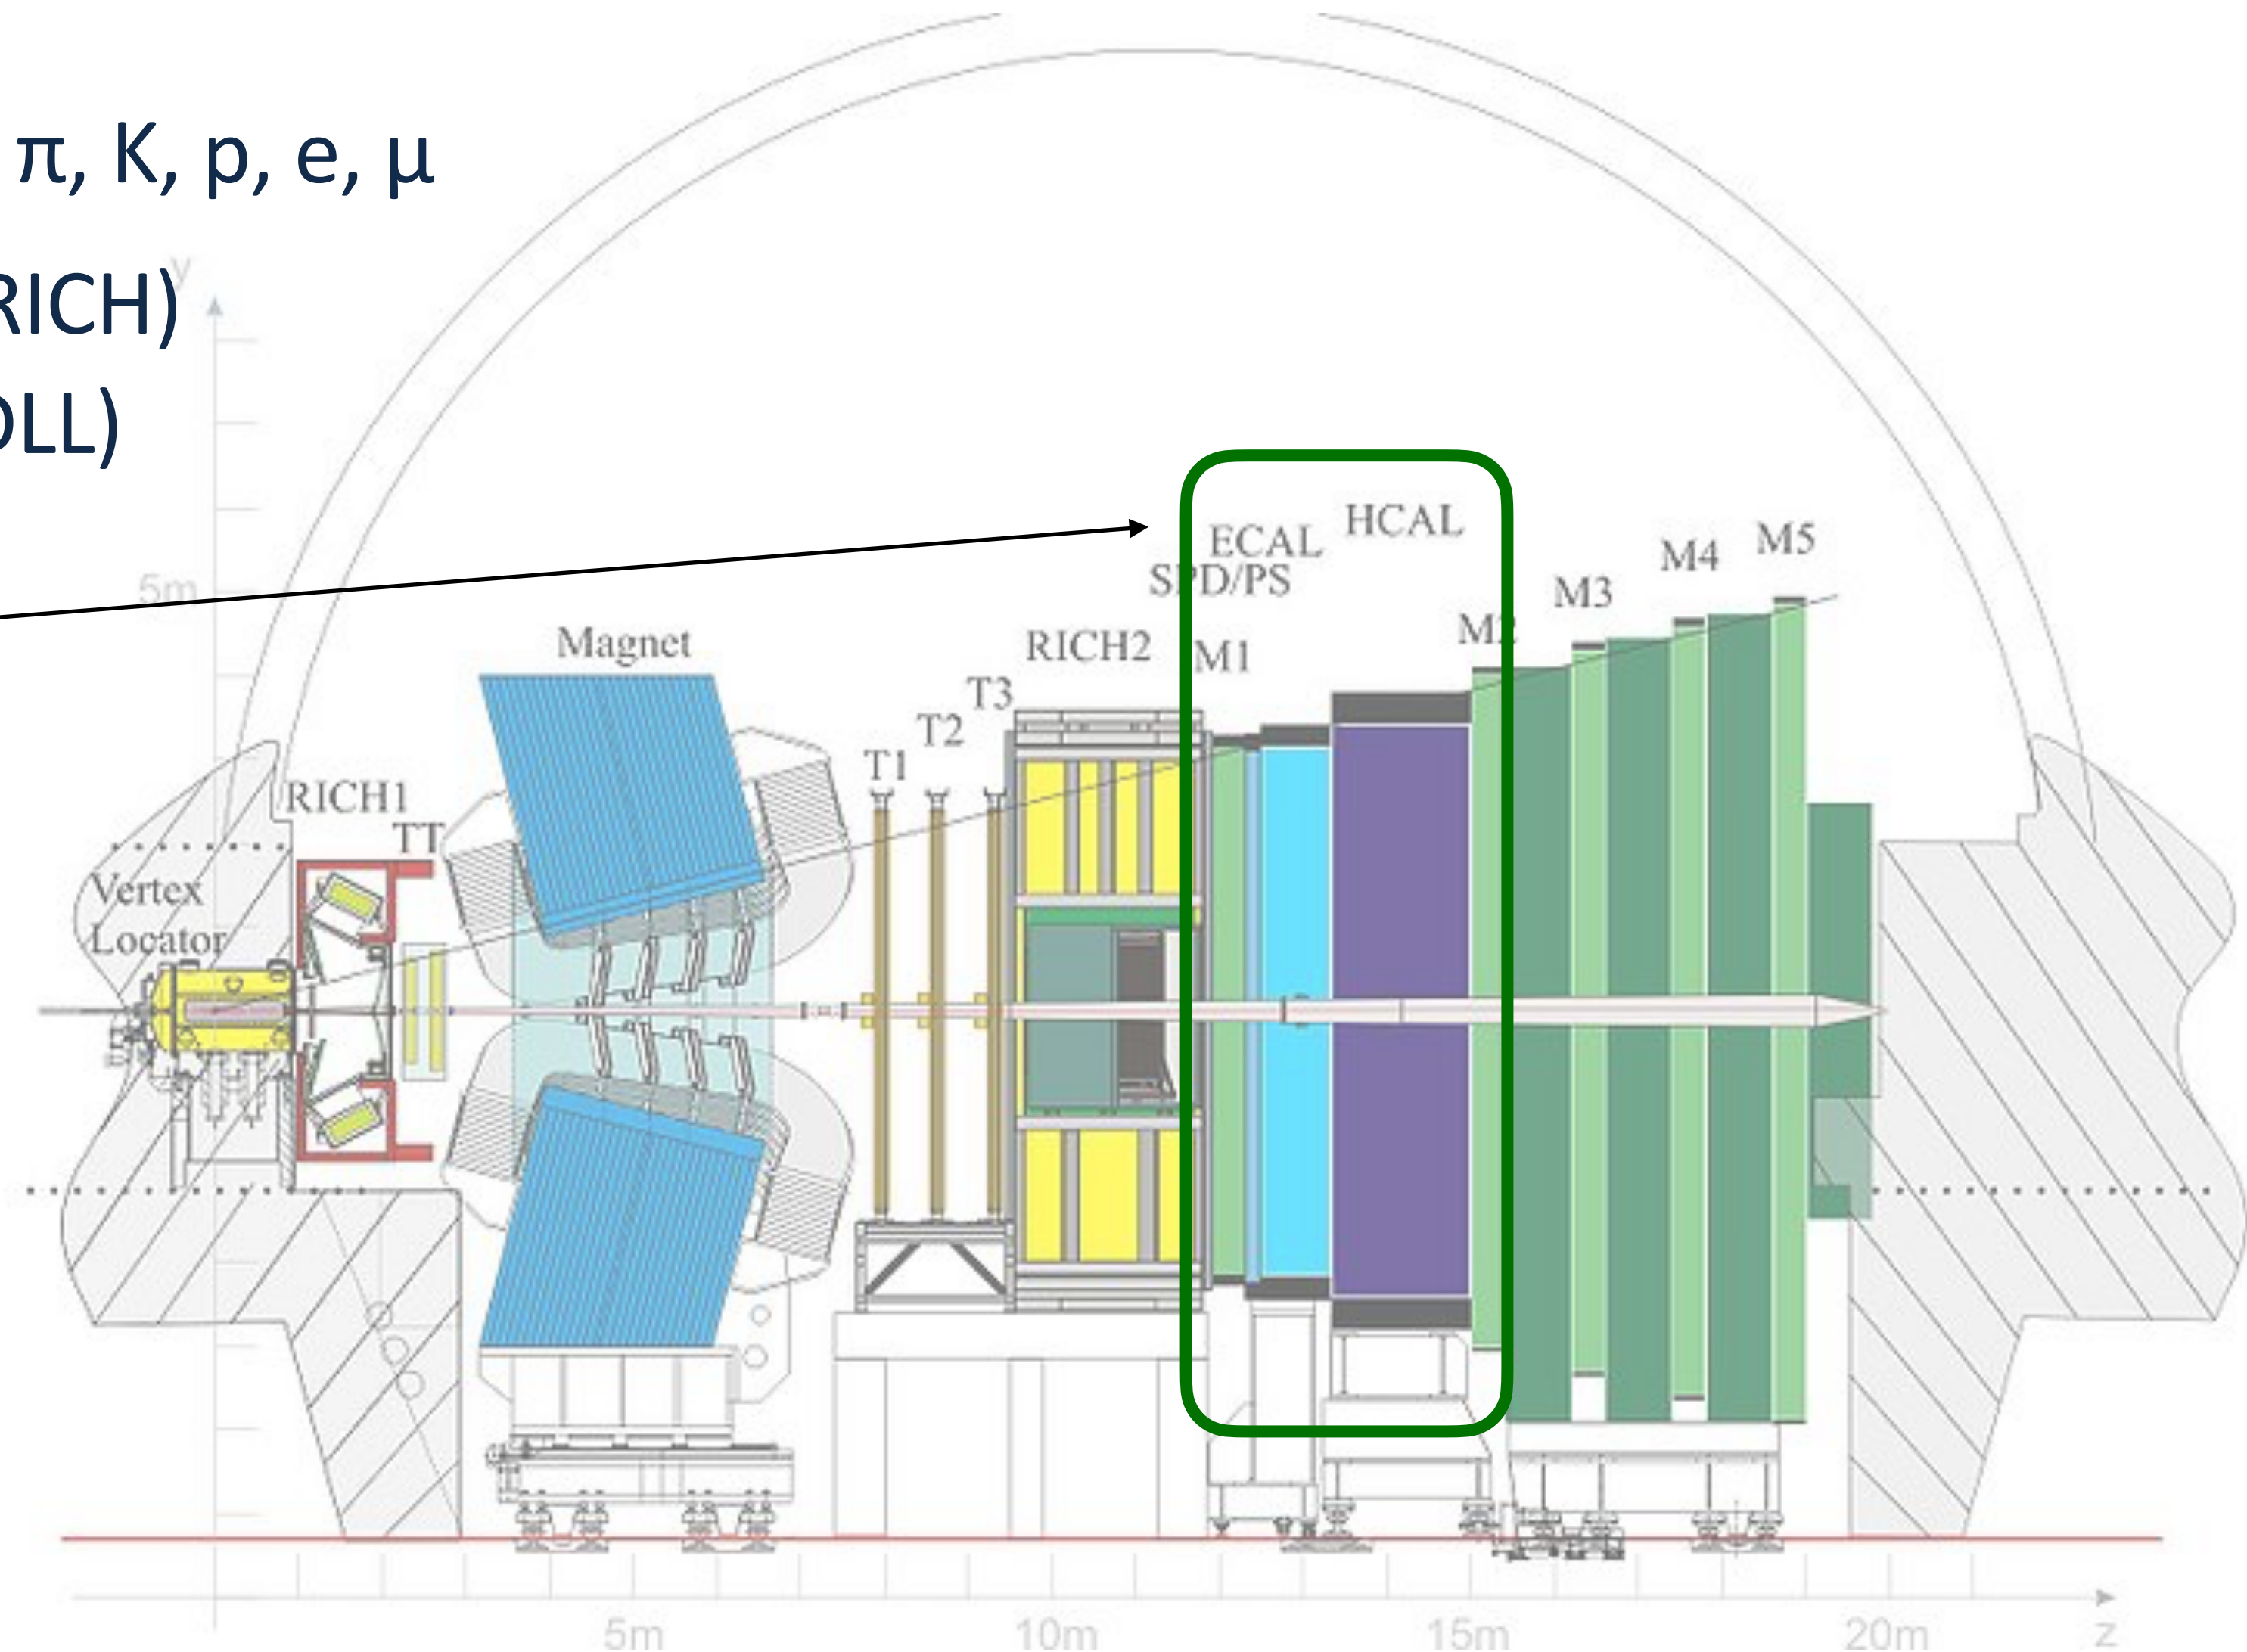 π, K, p, e, μ
RICH)
DLL)
y
5m
HCAL
ECAL
SPD/PS
M5
M4
M3
M2
M1
RICH2
Magnet
T3
T2
T1
RICH1
TT
Vertex
Locator
5m
10m
15m
20m
z